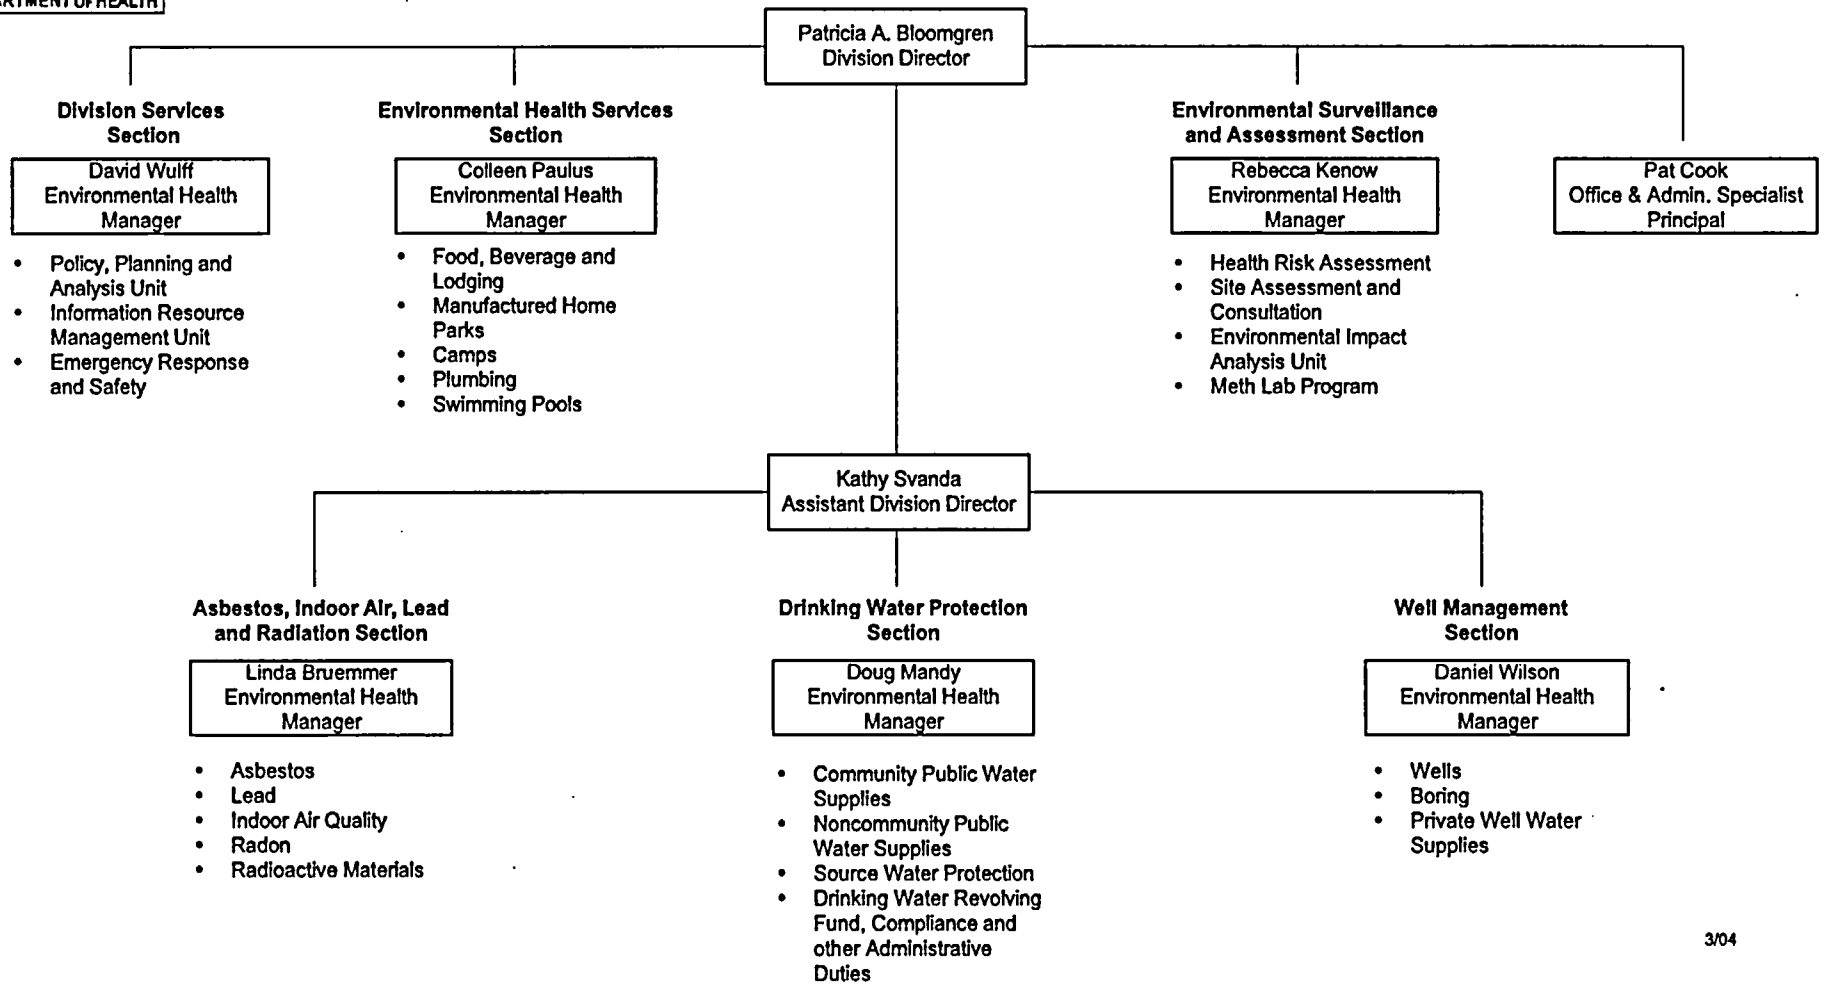 OF HEALTH
Patricia A. Bloomgren
Division Director
Division Services
Section
David Wulff
Environmental Health
Manager
• Policy, Planning and
Analysis Unit
• Information Resource
Management Unit
• Emergency Response
and Safety
Environmental Health Services
Section
Colleen Paulus
Environmental Health
Manager
• Food, Beverage and
Lodging
• Manufactured Home
Parks
• Camps
• Plumbing
• Swimming Pools
Environmental Surveillance
and Assessment Section
Rebecca Kenow
Environmental Health
Manager
• Health Risk Assessment
• Site Assessment and
Consultation
• Environmental Impact
Analysis Unit
• Meth Lab Program
Pat Cook
Office & Admin. Specialist
Principal
Kathy Svanda
Assistant Division Director
Asbestos, Indoor Air, Lead
and Radiation Section
Linda Bruemmer
Environmental Health
Manager
• Asbestos
• Lead
• Indoor Air Quality
• Radon
• Radioactive Materials
Drinking Water Protection
Section
Doug Mandy
Environmental Health
Manager
• Community Public Water
Supplies
• Noncommunity Public
Water Supplies
• Source Water Protection
• Drinking Water Revolving
Fund, Compliance and
other Administrative
Duties
Well Management
Section
Daniel Wilson
Environmental Health
Manager
• Wells
• Boring
• Private Well Water
Supplies
3/04